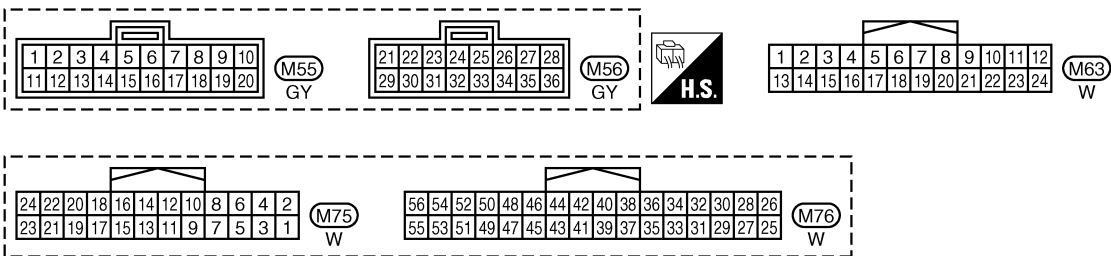 1 2 3 4 5 6 7 8 9 10
11 12 13 14 15 16 17 18 19 20
M55
GY
21 22 23 24 25 26 27 28
29 30 31 32 33 34 35 36
M56
GY
H.S.
1 2 3 4 5 6 7 8 9 10 11 12
13 14 15 16 17 18 19 20 21 22 23 24
M63
W
24 22 20 18 16 14 12 10 8 6 4 2
23 21 19 17 15 13 11 9 7 5 3 1
M75
W
56 54 52 50 48 46 44 42 40 38 36 34 32 30 28 26
55 53 51 49 47 45 43 41 39 37 35 33 31 29 27 25
M76
W